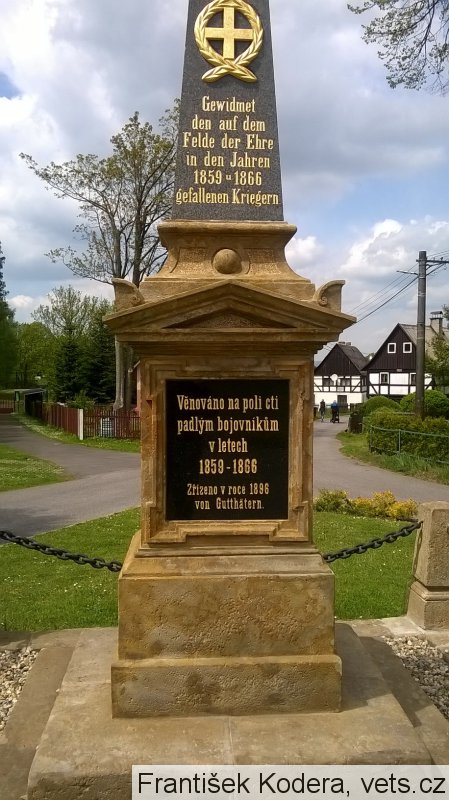 Gewidmet
den auf dem
Felde der Ehre
in den Jahren
1859 u 1866
gefallenen Kriegern
Věnováno na poli cti
padlým bojovníkům
v letech
1859-1866
Zřízeno v roce 1896
von Gutthätern.
František Kodera, vets.cz